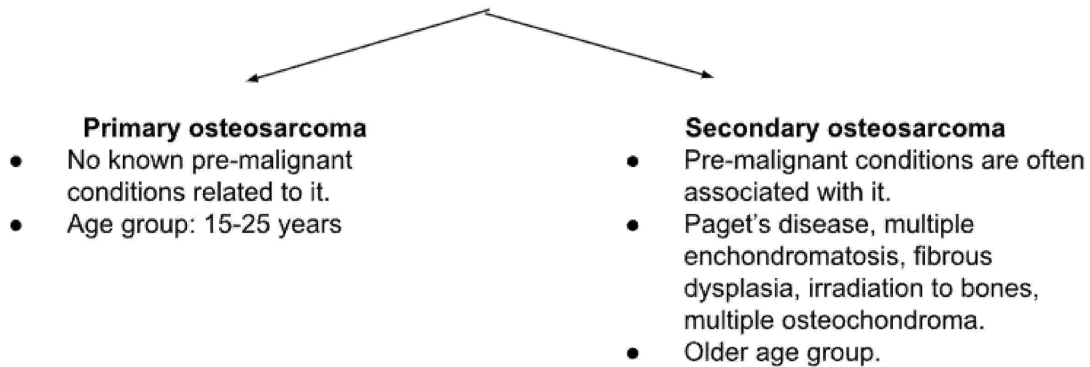 Primary osteosarcoma
● No known pre-malignant
conditions related to it.
● Age group: 15-25 years
Secondary osteosarcoma
● Pre-malignant conditions are often
associated with it.
● Paget's disease, multiple
enchondromatosis, fibrous
dysplasia, irradiation to bones,
multiple osteochondroma.
● Older age group.